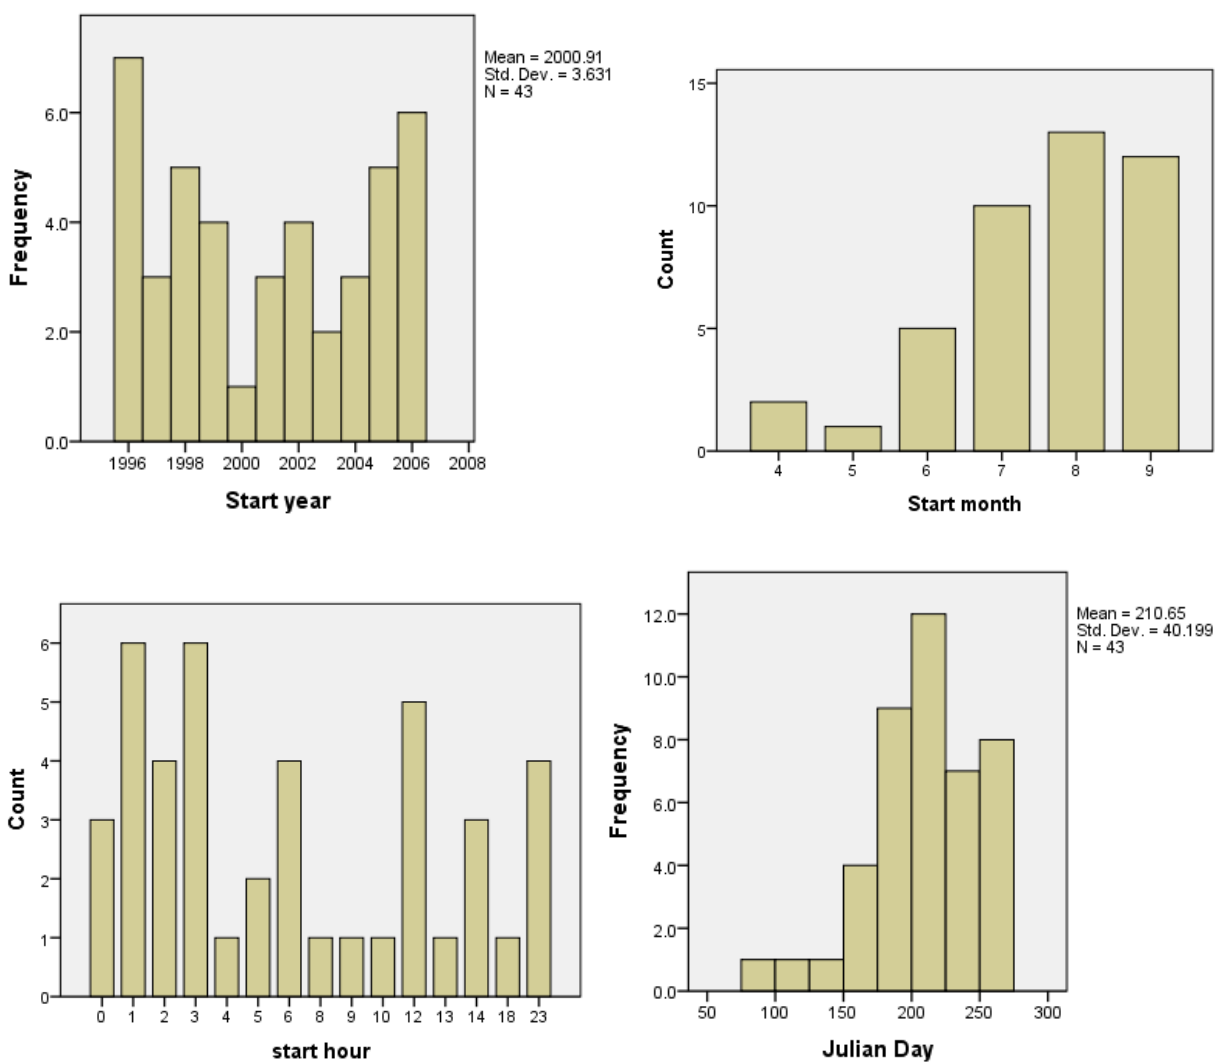 Mean = 2000.91
Std. Dev. = 3.631
N = 43
6.0
4.0
2.0
0.0
Frequency
1996 1998 2000 2002 2004 2006 2008
Start year
15
10
5
0
Count
4 5 6 7 8 9
Start month
6
5
4
3
2
1
0
Count
0 1 2 3 4 5 6 8 9 10 12 13 14 18 23
start hour
Mean = 210.65
Std. Dev. = 40.199
N = 43
12.0
10.0
8.0
6.0
4.0
2.0
0.0
Frequency
50 100 150 200 250 300
Julian Day